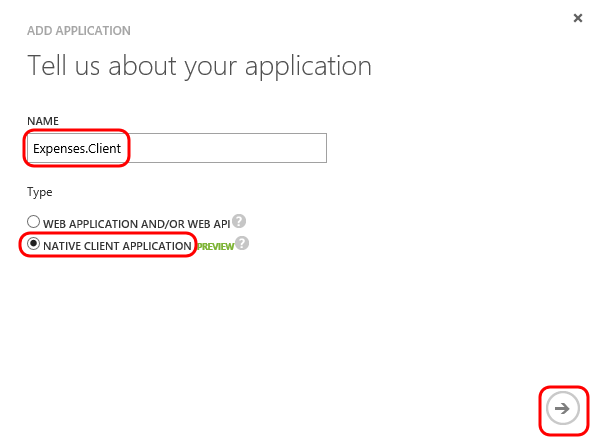 ADD APPLICATION
Tell us about your application
NAME
Expenses.Client
Type
WEB APPLICATION AND/OR WEB API ?
NATIVE CLIENT APPLICATION PREVIEW ?